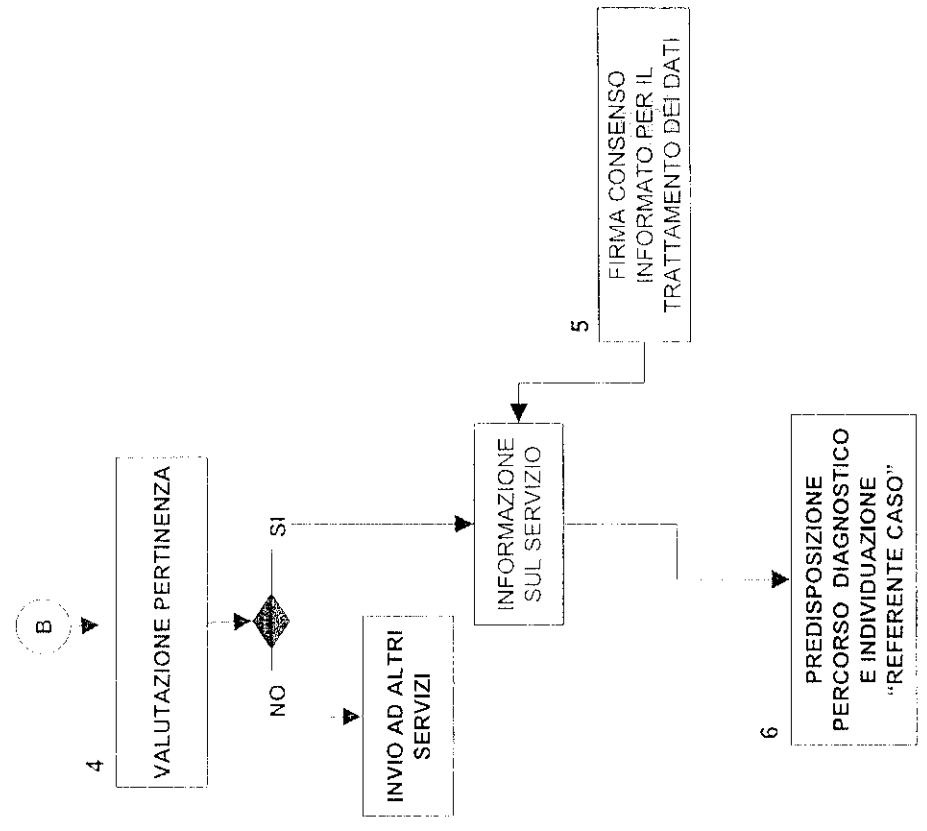 B
4
VALUTAZIONE PERTINENZA
NO
SI
INVIO AD ALTRI
SERVIZI
INFORMAZIONE
SUL SERVIZIO
5
FIRMA CONSENSO
INFORMATO PER IL
TRATTAMENTO DEI DATI
6
PREDISPOSIZIONE
PERCORSO DIAGNOSTICO
E INDIVIDUAZIONE
“REFERENTE CASO”